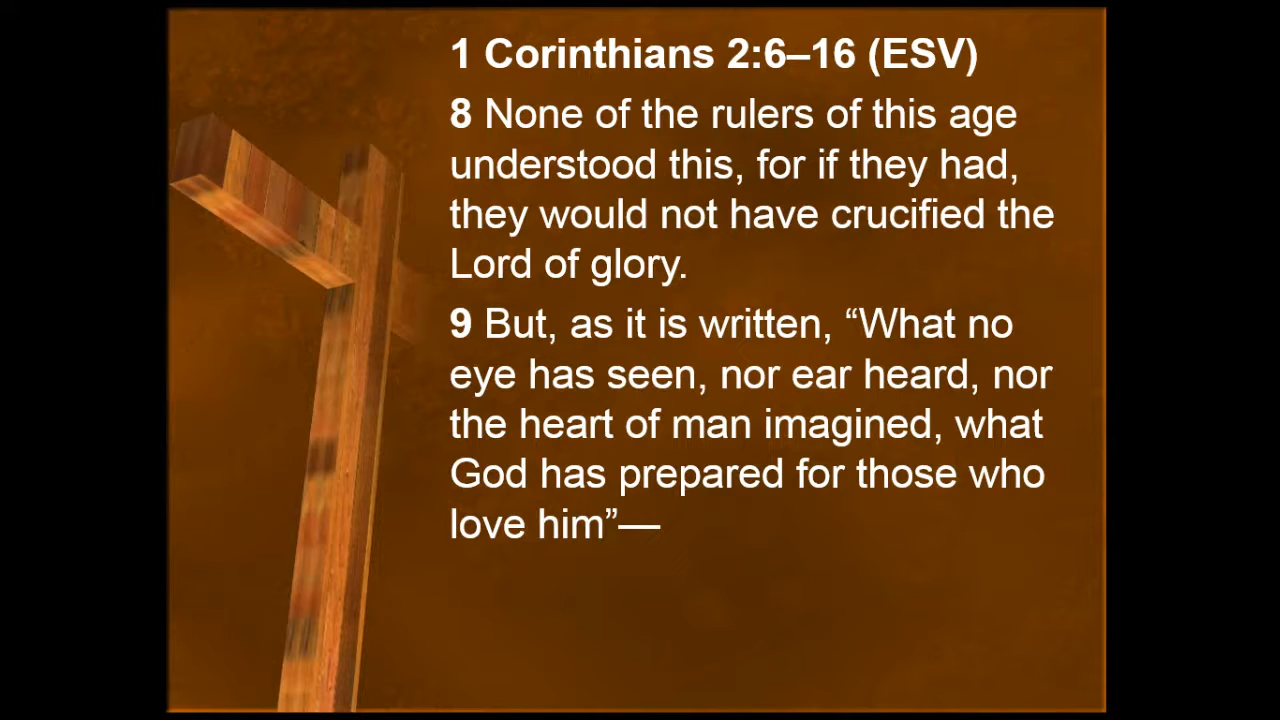 1 Corinthians 2:6–16 (ESV)
8 None of the rulers of this age
understood this, for if they had,
they would not have crucified the
Lord of glory.
9 But, as it is written, “What no
eye has seen, nor ear heard, nor
the heart of man imagined, what
God has prepared for those who
love him”—